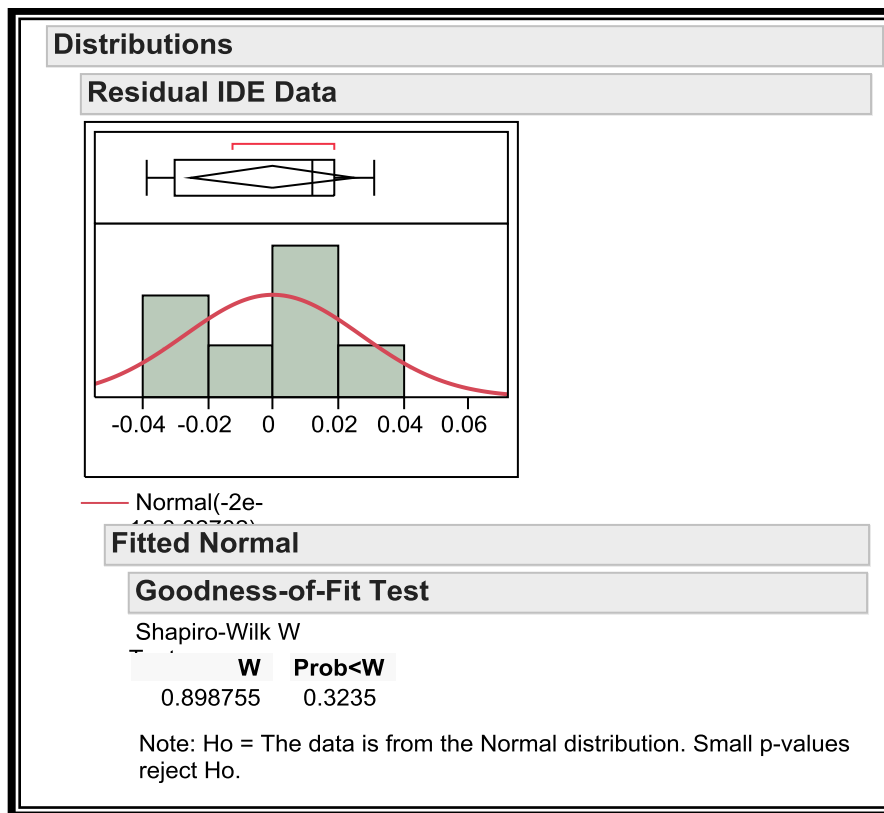 Distributions
Residual IDE Data
-0.04 -0.02 0 0.02 0.04 0.06
Normal(-2e-
Fitted Normal
Goodness-of-Fit Test
Shapiro-Wilk W
W Prob<W
0.898755 0.3235
Note: Ho = The data is from the Normal distribution. Small p-values
reject Ho.